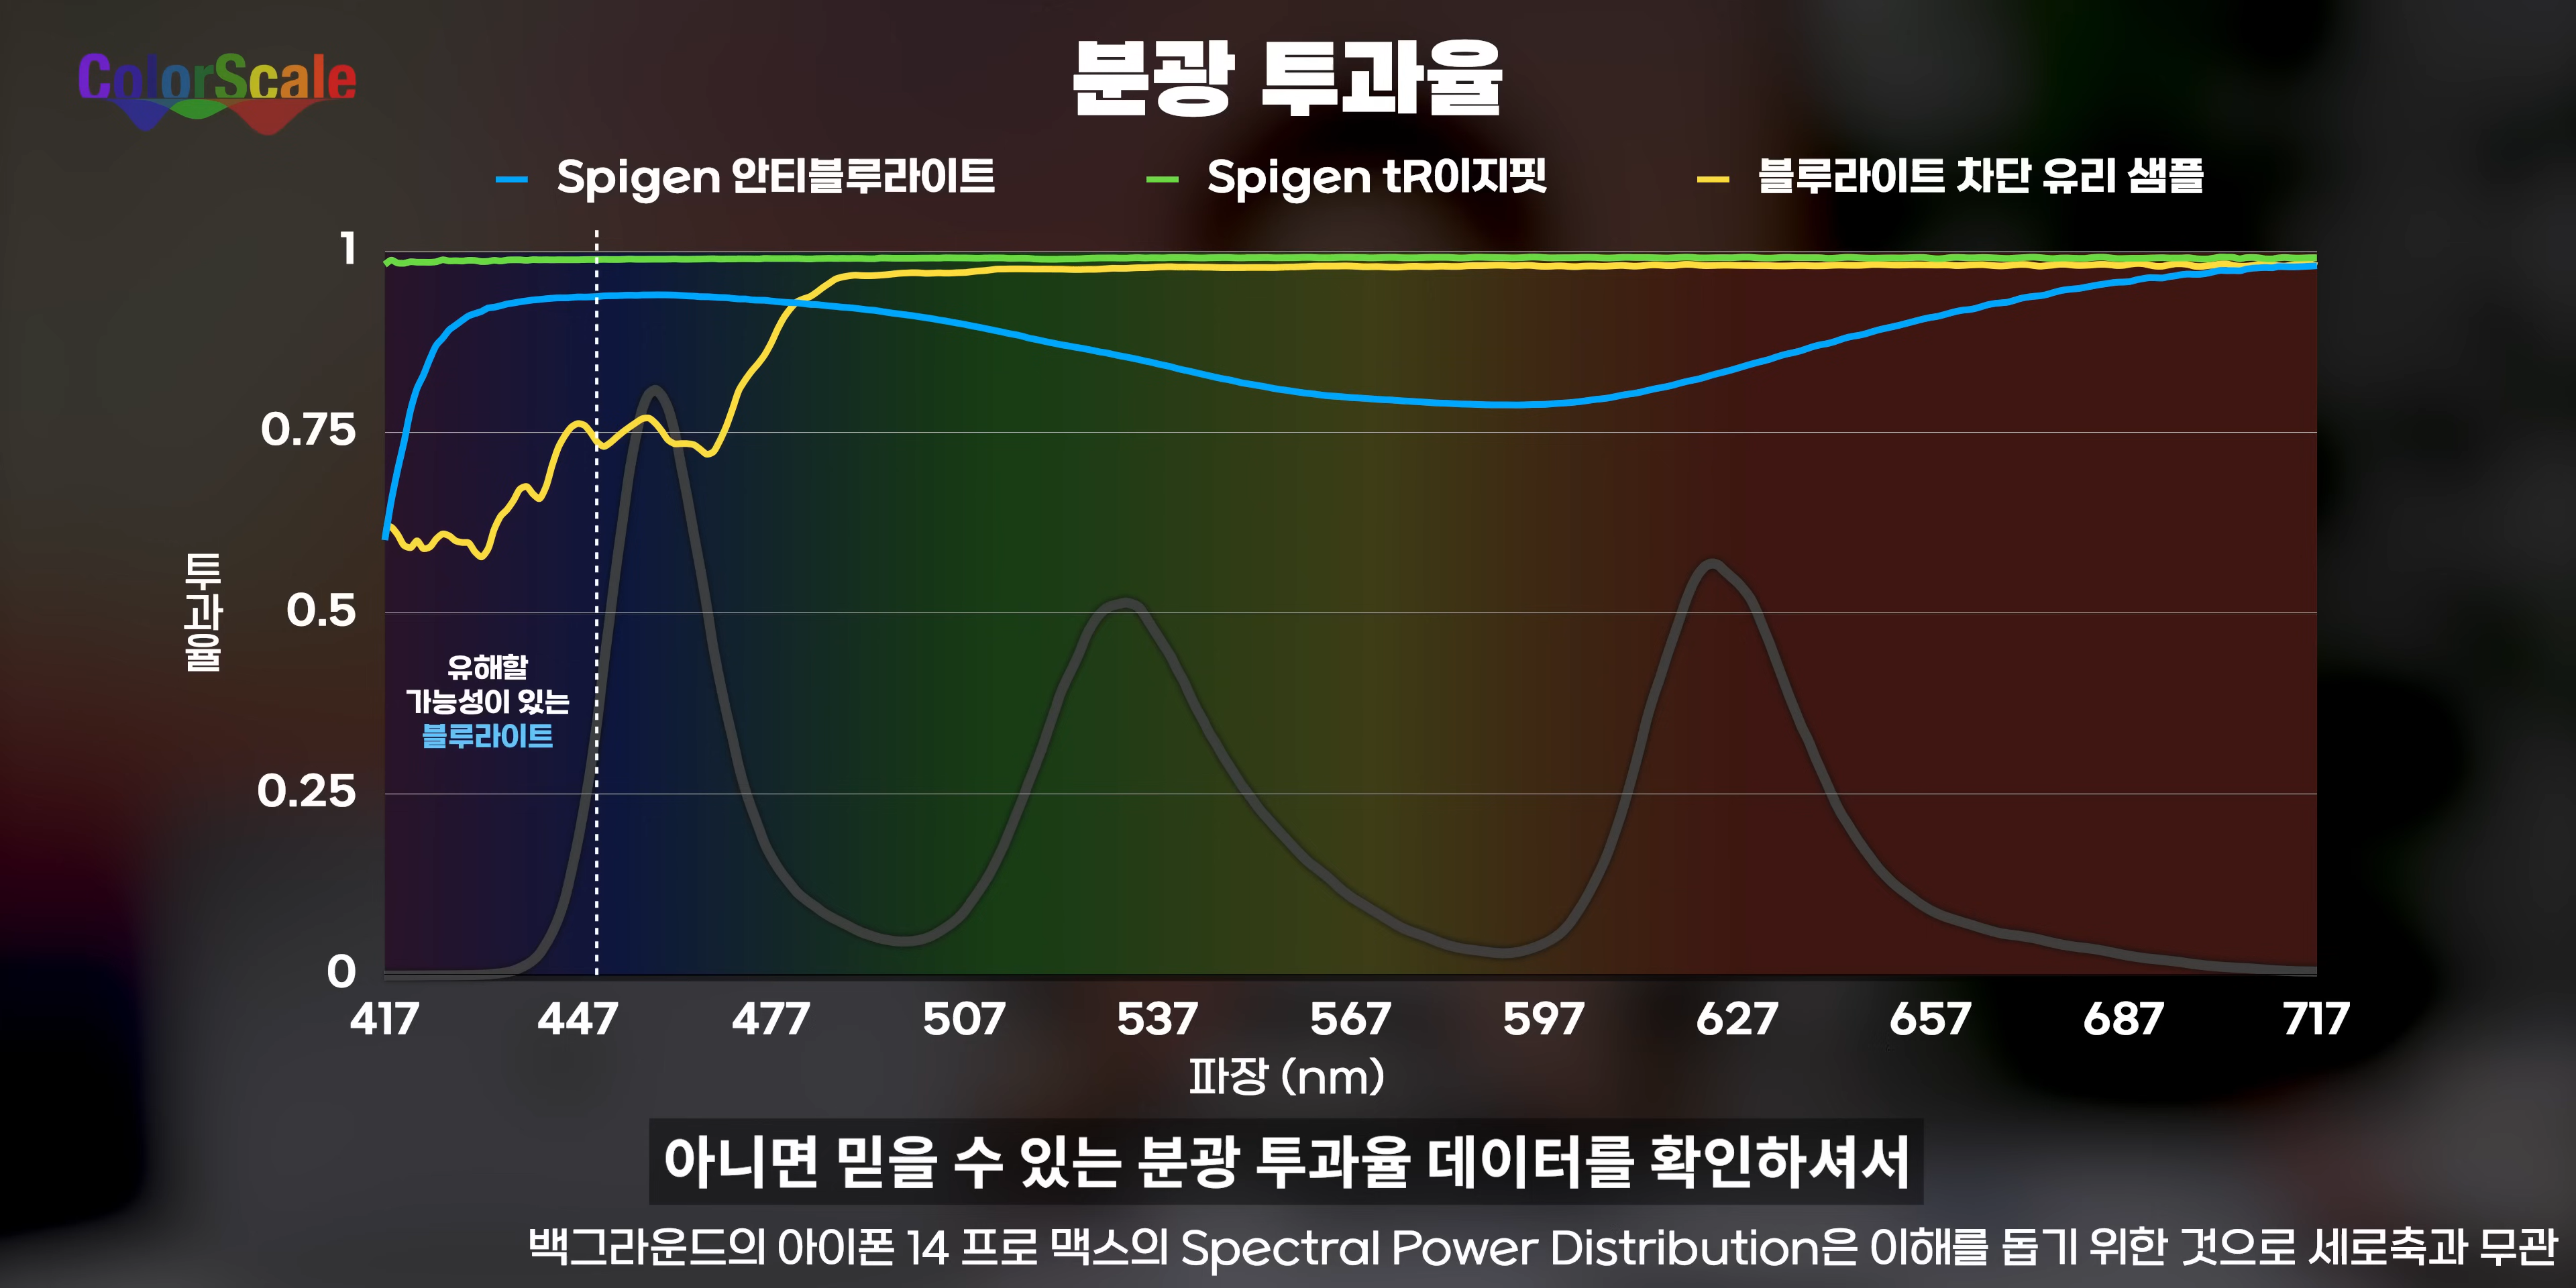 ColorScale
분광 투과율
Spigen 안티블루라이트
Spigen tR이지핏
블루라이트 차단 유리 샘플
1
0.75
0.5
0.25
0
투과율
유해할
가능성이 있는
블루라이트
417 447 477 507 537 567 597 627 657 687 717
파장 (nm)
아니면 믿을 수 있는 분광 투과율 데이터를 확인하셔서
백그라운드의 아이폰 14 프로 맥스의 Spectral Power Distribution은 이해를 돕기 위한 것으로 세로축과 무관